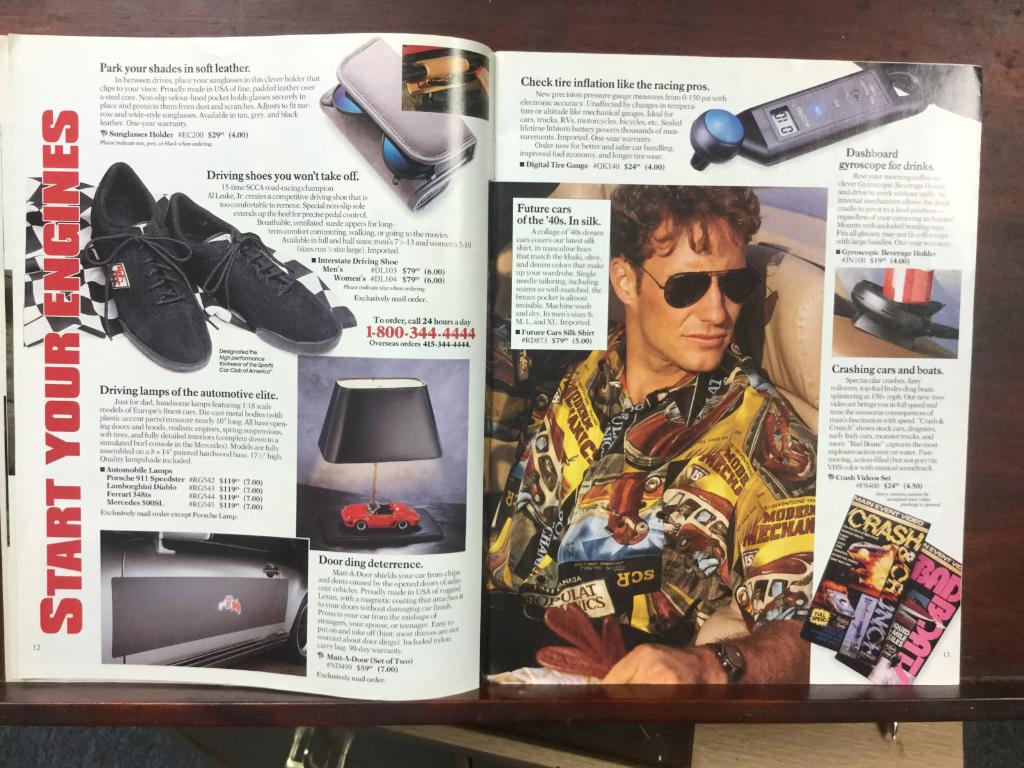 START YOUR ENGINES
Park your shades in soft leather.
In between drives, place your sunglasses in this clever holder that
clips to your visor. Proudly made in USA of fine, padded leather over
a steel core. Non-slip velour-lined pocket holds glasses securely in
place and protects them from dust and scratches. Adjusts to fit nar-
row and wide-style sunglasses. Available in tan, grey, and black
leather. One-year warranty.
Sunglasses Holder #EC200 $29⁰⁰ (4.00)
Please indicate tan, grey, or black when ordering.
Driving shoes you won't take off.
15-time SCCA road-racing champion
Al Leake, Jr. creates a competitive driving shoe that is
too comfortable to remove. Special non-slip sole
extends up the heel for precise pedal control.
Breathable, ventilated suede uppers for long-
term comfort commuting, walking, or going to the movies.
Available in full and half sizes: men's 7½-13 and women's 5-10
(sizes run ½ size large). Imported.
■ Interstate Driving Shoe
Men's #DL103 $79⁰⁰ (6.00)
Women's #DL104 $79⁰⁰ (6.00)
Please indicate size when ordering.
Exclusively mail order.
To order, call 24 hours a day
1-800-344-4444
Overseas orders 415-344-4444.
Designated the
high performance
footwear of the Sports
Car Club of America®.
Driving lamps of the automotive elite.
Just for dad, handsome lamps featuring 1:18 scale
models of Europe's finest cars. Die-cast metal bodies (with
plastic accent parts) measure nearly 10" long. All have open-
ing doors and hoods, realistic engines, spring suspensions,
soft tires, and fully detailed interiors (complete down to a
simulated burl console in the Mercedes). Models are fully
assembled on a 8 × 14" painted hardwood base. 17½" high.
Quality lampshade included.
■ Automobile Lamps
Porsche 911 Speedster #RG542 $119⁰⁰ (7.00)
Lamborghini Diablo #RG543 $119⁰⁰ (7.00)
Ferrari 348ts #RG544 $119⁰⁰ (7.00)
Mercedes 500SL #RG545 $119⁰⁰ (7.00)
Exclusively mail order except Porsche Lamp.
Door ding deterrence.
Matt-A-Door shields your car from chips
and dents caused by the opened doors of adja-
cent vehicles. Proudly made in USA of rugged
Lexan, with a magnetic coating that attaches it
to your doors without damaging car finish.
Protects your car from the mishaps of
strangers, your spouse, or teenager. Easy to
put on and take off (hint: most thieves are not
worried about door dings). Included nylon
carry bag. 90-day warranty.
Matt-A-Door (Set of Two)
#ND490 $59⁰⁰ (7.00)
Exclusively mail order.
12
Check tire inflation like the racing pros.
New precision pressure gauge measures from 0-150 psi with
electronic accuracy. Unaffected by changes in tempera-
ture or altitude like mechanical gauges. Ideal for
cars, trucks, RVs, motorcycles, bicycles, etc. Sealed
lifetime lithium battery powers thousands of mea-
surements. Imported. One-year warranty.
Order now for better and safer car handling,
improved fuel economy, and longer tire wear.
■ Digital Tire Gauge #QK140 $24⁰⁰ (4.00)
Dashboard
gyroscope for drinks.
Rest your morning coffee
clever Gyroscopic Beverage Holder
and drive to work without spills.
internal mechanism allows the drink
cradle to pivot to a level position—
regardless of your cornering technique!
Mounts with included bonding tape.
Fits all glasses; may not fit coffee cups
with large handles. One-year warranty.
■ Gyroscopic Beverage Holder
#JN100 $19⁰⁰ (4.00)
Future cars
of the '40s. In silk.
A collage of '40s dream
cars covers our latest silk
shirt, in masculine hues
that match the khaki, olive,
and denim colors that make
up your wardrobe. Single
needle tailoring, including
seams so well-matched, the
breast pocket is almost
invisible. Machine wash
and dry. In men's sizes S,
M, L, and XL. Imported.
■ Future Cars Silk Shirt
#RD873 $79⁰⁰ (5.00)
MODERN
MECHANIX
SCR
POPULAR
Crashing cars and boats.
Spectacular crashes, fiery
rollovers, top-fuel hydro drag boats
splintering at 150+ mph. Our new two-
video set brings you in full-speed real
time the awesome consequences of
man's fascination with speed. "Crash &
Crunch" shows stock cars, dragsters,
early Indy cars, monster trucks, and
more. "Bad Boats" captures the most
explosive action ever on water. Fast-
moving, action-filled (but not gory) in
VHS color with musical soundtrack.
Crash Videos Set
#FS400 $24⁰⁰ (4.50)
MAIN EVENT VIDEO
CRASH
&
CRUNCH
FULL SPEED
BAD BOATS
13